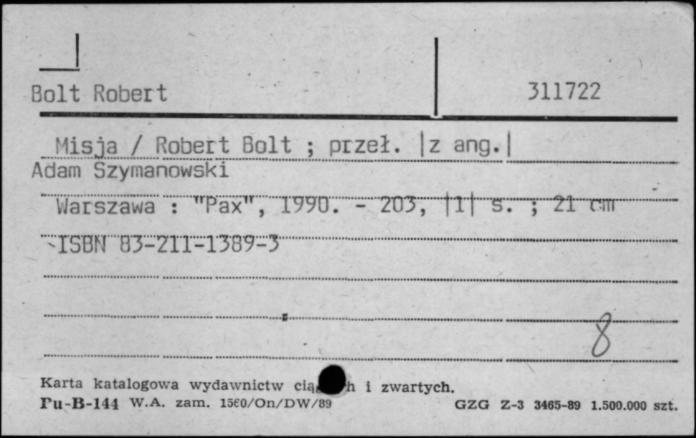 Bolt Robert 311722
Misja / Robert Bolt ; przeł. |z ang.|
Adam Szymanowski
Warszawa : "Pax", 1990. - 203, |1| s. ; 21 cm
ISBN 83-211-1389-3
8
Karta katalogowa wydawnictw i zwartych.
Pu-B-144 W.A. zam. 1560/On/DW/89 GZG Z-3 3465-89 1.500.000 szt.